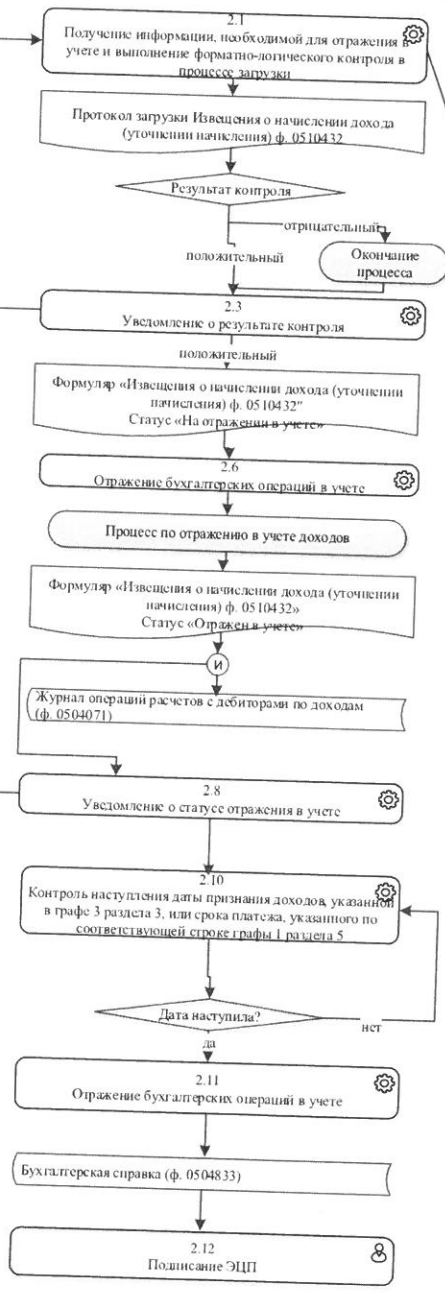 2.1
Получение информации, необходимой для отражения в
учете и выполнение форматно-логического контроля в
процессе загрузки
Протокол загрузки Извещения о начислении дохода
(уточнении начисления) ф. 0510432
Результат контроля
отрицательный
положительный
Окончание
процесса
2.3
Уведомление о результате контроля
положительный
Формуляр «Извещения о начислении дохода (уточнении
начисления) ф. 0510432"
Статус «На отражении в учете»
2.6
Отражение бухгалтерских операций в учете
Процесс по отражению в учете доходов
Формуляр «Извещения о начислении дохода (уточнении
начисления) ф. 0510432»
Статус «Отражен в учете»
и
Журнал операций расчетов с дебиторами по доходам
(ф. 0504071)
2.8
Уведомление о статусе отражения в учете
2.10
Контроль наступления даты признания доходов, указанной
в графе 3 раздела 3, или срока платежа, указанного по
соответствующей строке графы 1 раздела 5
Дата наступила?
нет
да
2.11
Отражение бухгалтерских операций в учете
Бухгалтерская справка (ф. 0504833)
2.12
Подписание ЭЦП